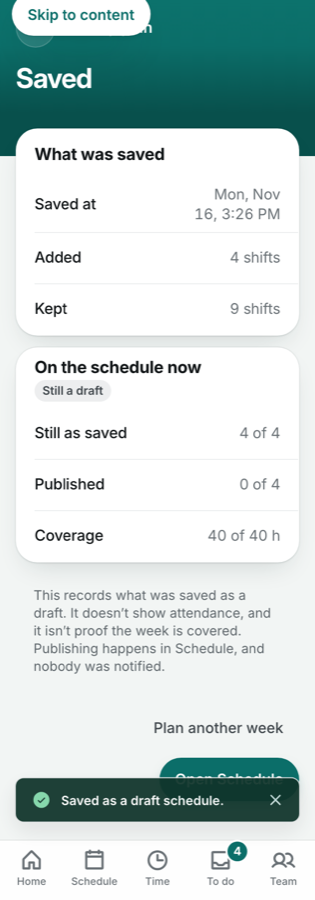 Skip to content
Saved
What was saved
Saved at
Mon, Nov
16, 3:26 PM
Added
4 shifts
Kept
9 shifts
On the schedule now
Still a draft
Still as saved
4 of 4
Published
0 of 4
Coverage
40 of 40 h
This records what was saved as a
draft. It doesn't show attendance, and
it isn't proof the week is covered.
Publishing happens in Schedule, and
nobody was notified.
Plan another week
Open Schedule
Saved as a draft schedule.
4
Home
Schedule
Time
To do
Team